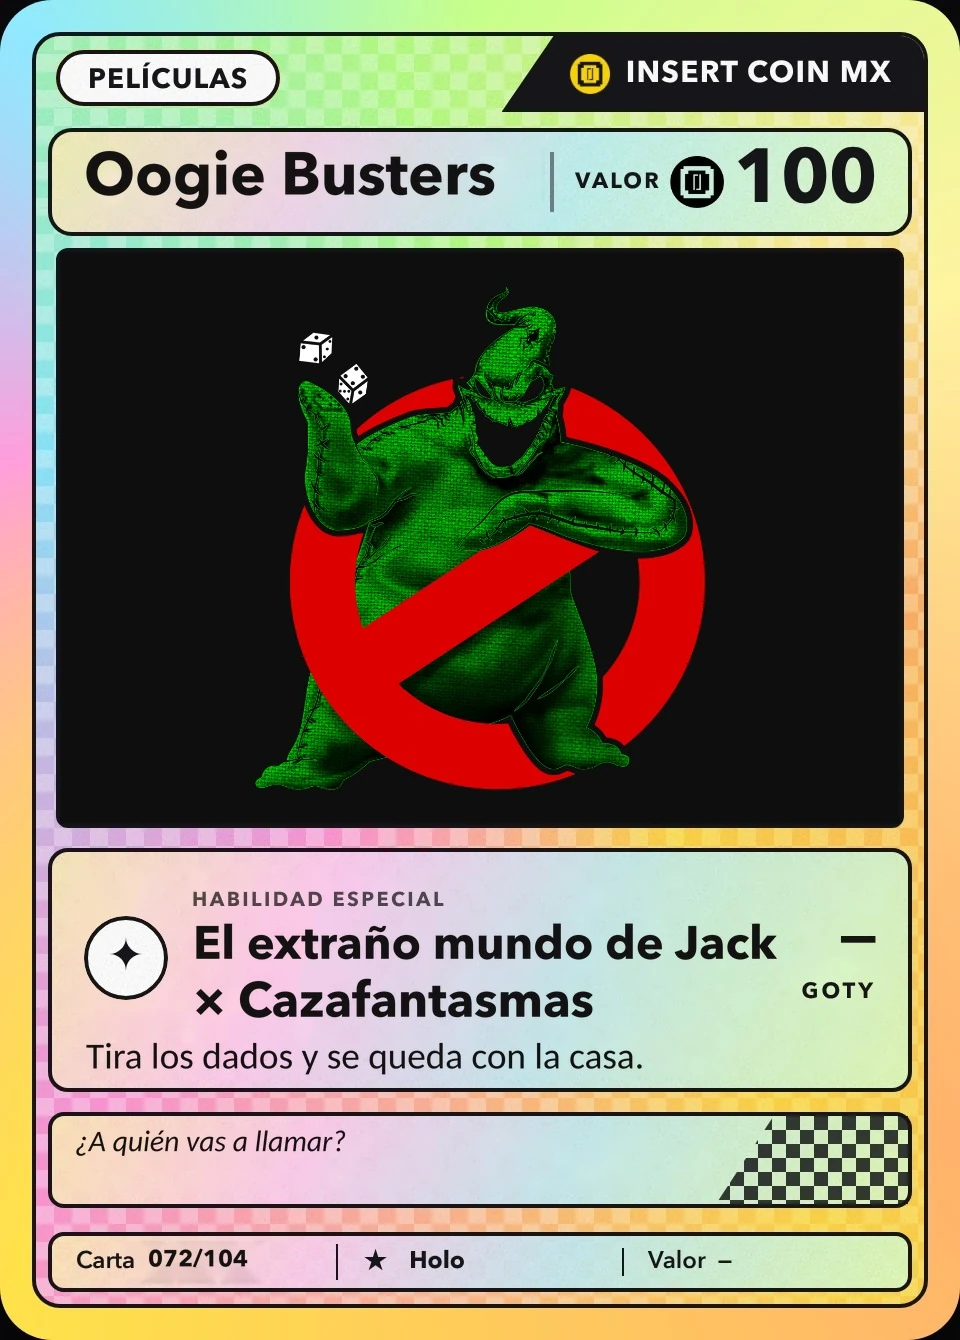 PELÍCULAS
INSERT COIN MX
Oogie Busters
VALOR 100
HABILIDAD ESPECIAL
El extraño mundo de Jack
× Cazafantasmas
—
GOTY
Tira los dados y se queda con la casa.
¿A quién vas a llamar?
Carta 072/104 ★ Holo Valor –